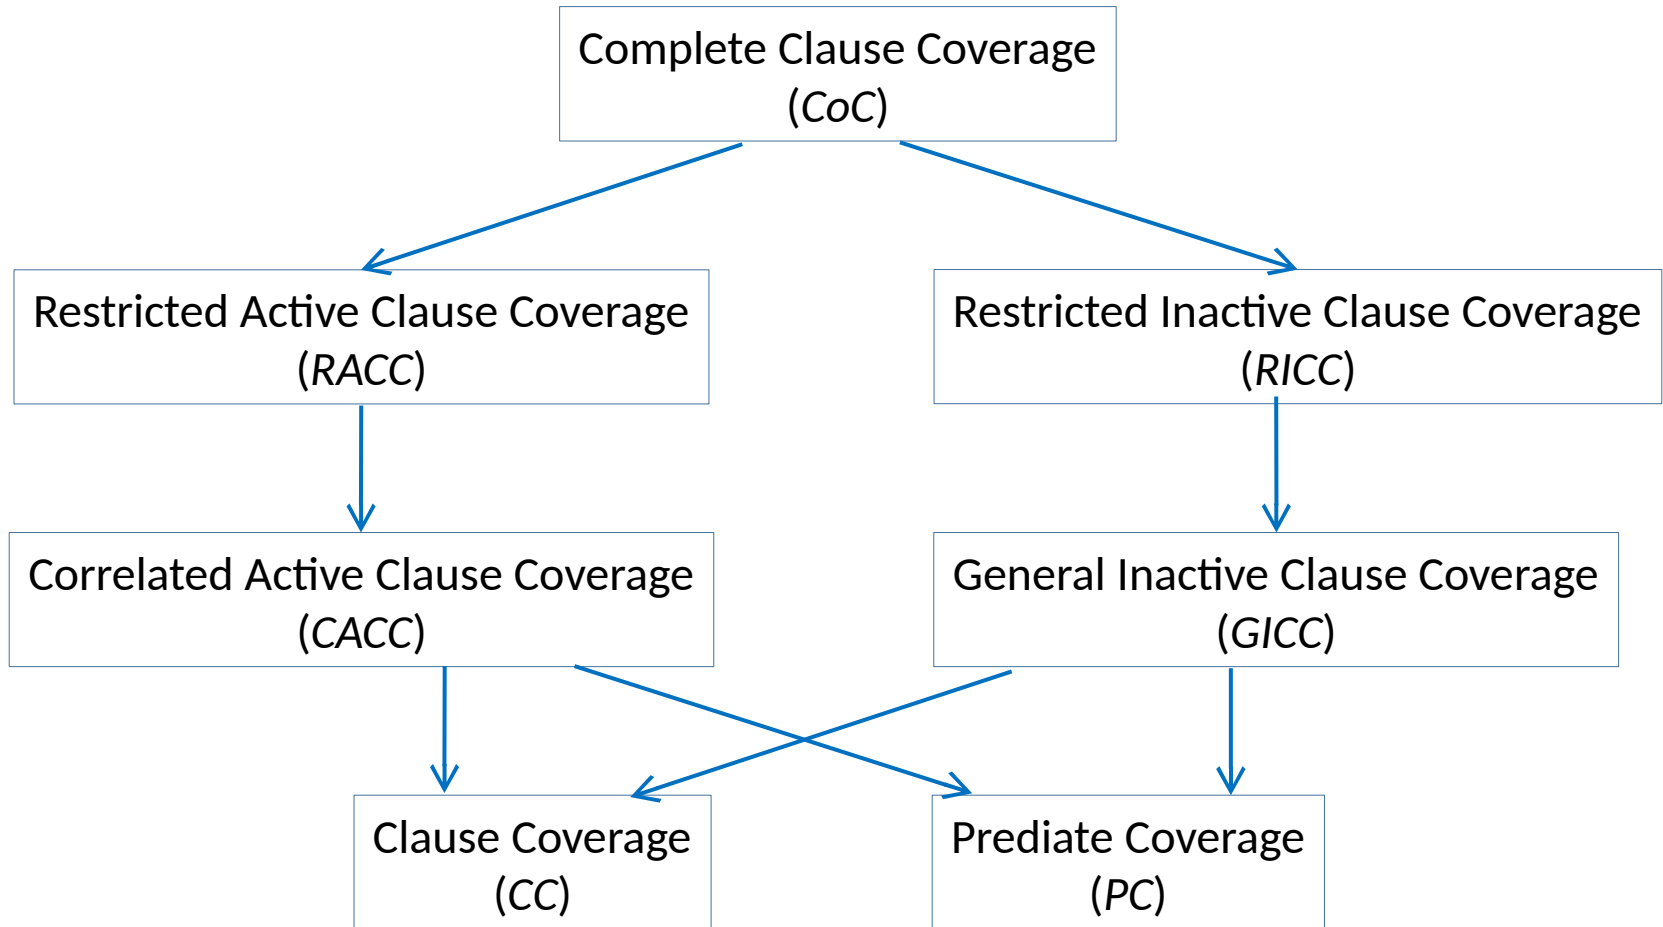 Complete Clause Coverage
(CoC)
Restricted Active Clause Coverage
(RACC)
Restricted Inactive Clause Coverage
(RICC)
Correlated Active Clause Coverage
(CACC)
General Inactive Clause Coverage
(GICC)
Clause Coverage
(CC)
Prediate Coverage
(PC)